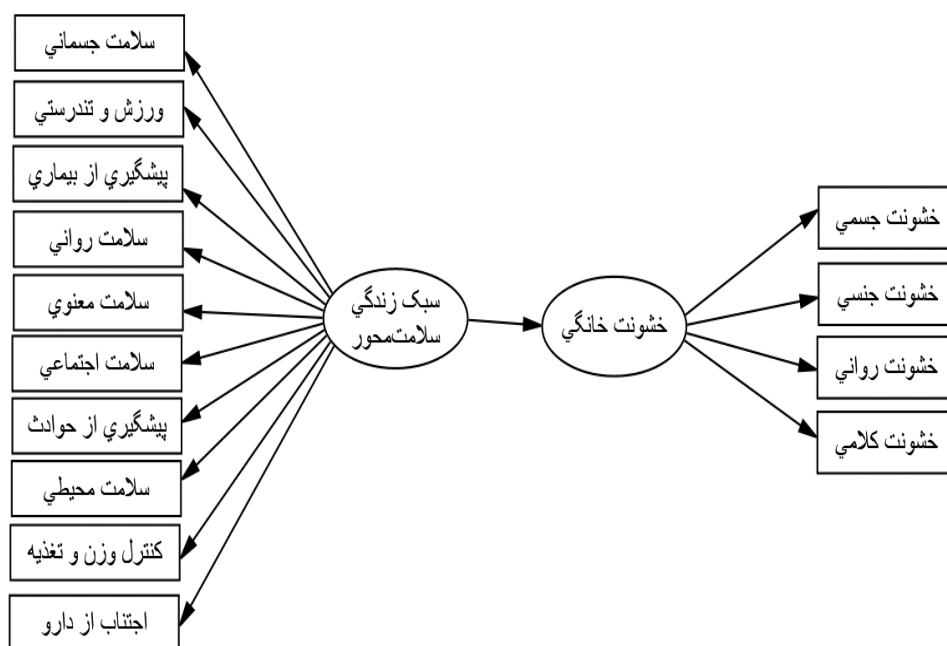 سلامت جسماني
ورزش و تندرستي
پيشگيري از بيماري
سلامت رواني
سلامت معنوي
سلامت اجتماعي
پيشگيري از حوادث
سلامت محيطي
كنترل وزن و تغذيه
اجتناب از دارو
سبک زندگي
سلامت‌محور
خشونت خانگي
خشونت جسمي
خشونت جنسي
خشونت رواني
خشونت كلامي